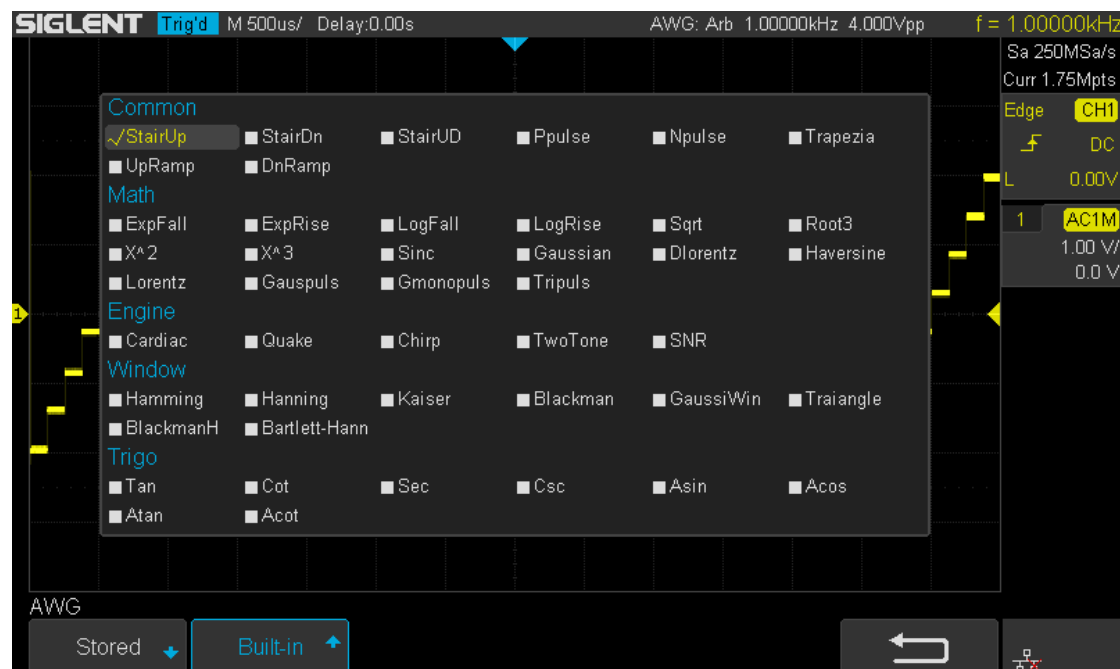 SIGLENT Trig'd M 500us/ Delay:0.00s AWG: Arb 1.00000kHz 4.000Vpp f = 1.00000kHz
Sa 250MSa/s
Curr 1.75Mpts
Edge CH1
DC
L 0.00V
1 AC1M
1.00 V/
0.0 V
1
Common
StairUp StairDn StairUD Ppulse Npulse Trapezia
UpRamp DnRamp
Math
ExpFall ExpRise LogFall LogRise Sqrt Root3
X^2 X^3 Sinc Gaussian Dlorentz Haversine
Lorentz Gauspuls Gmonopuls Tripuls
Engine
Cardiac Quake Chirp TwoTone SNR
Window
Hamming Hanning Kaiser Blackman GaussiWin Traiangle
BlackmanH Bartlett-Hann
Trigo
Tan Cot Sec Csc Asin Acos
Atan Acot
AWG
Stored Built-in